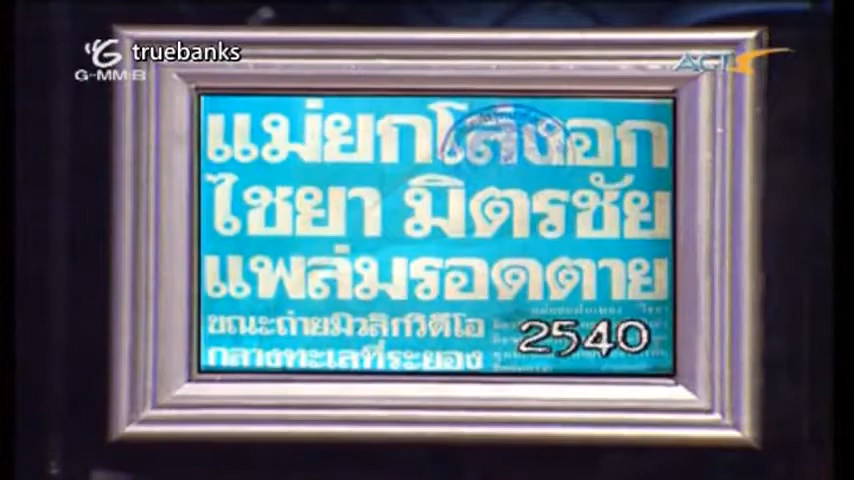 truebanks
G-MM-B
ACT
แม่ยกโล่งอก
ไชยา มิตรชัย
แพล่มรอดตาย
ขณะถ่ายมิวสิกวิดีโอ
กลางทะเลที่ระยอง
2540